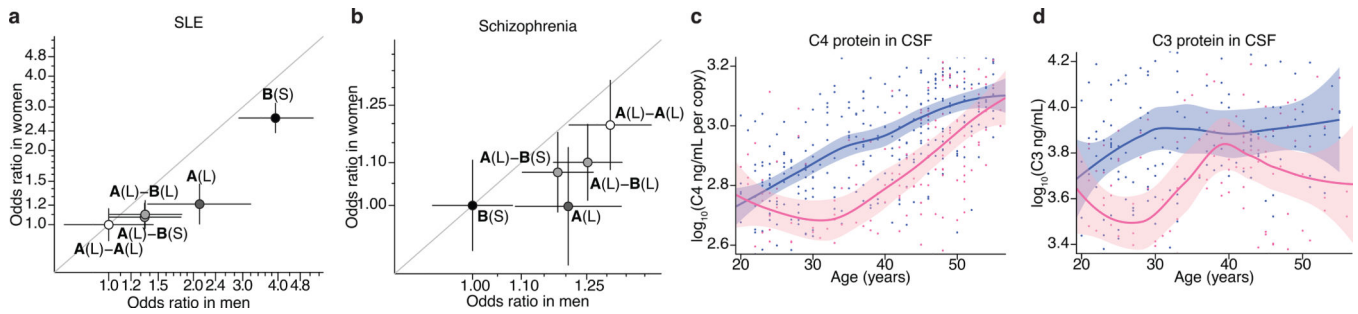 a
SLE
Odds ratio in women
4.8
4.0
3.0
2.4
2.0
1.5
1.2
1.0
B(S)
A(L)
A(L)–B(L)
A(L)–B(S)
A(L)–A(L)
1.0 1.2 1.5 2.0 2.4 3.0 4.0 4.8
Odds ratio in men
b
Schizophrenia
Odds ratio in women
1.25
1.10
1.00
A(L)–A(L)
A(L)–B(S)
A(L)–B(L)
B(S)
A(L)
1.00 1.10 1.25
Odds ratio in men
c
C4 protein in CSF
log10(C4 ng/mL per copy)
3.2
3.0
2.8
2.6
20 30 40 50
Age (years)
d
C3 protein in CSF
log10(C3 ng/mL)
4.2
4.0
3.8
3.6
3.4
20 30 40 50
Age (years)